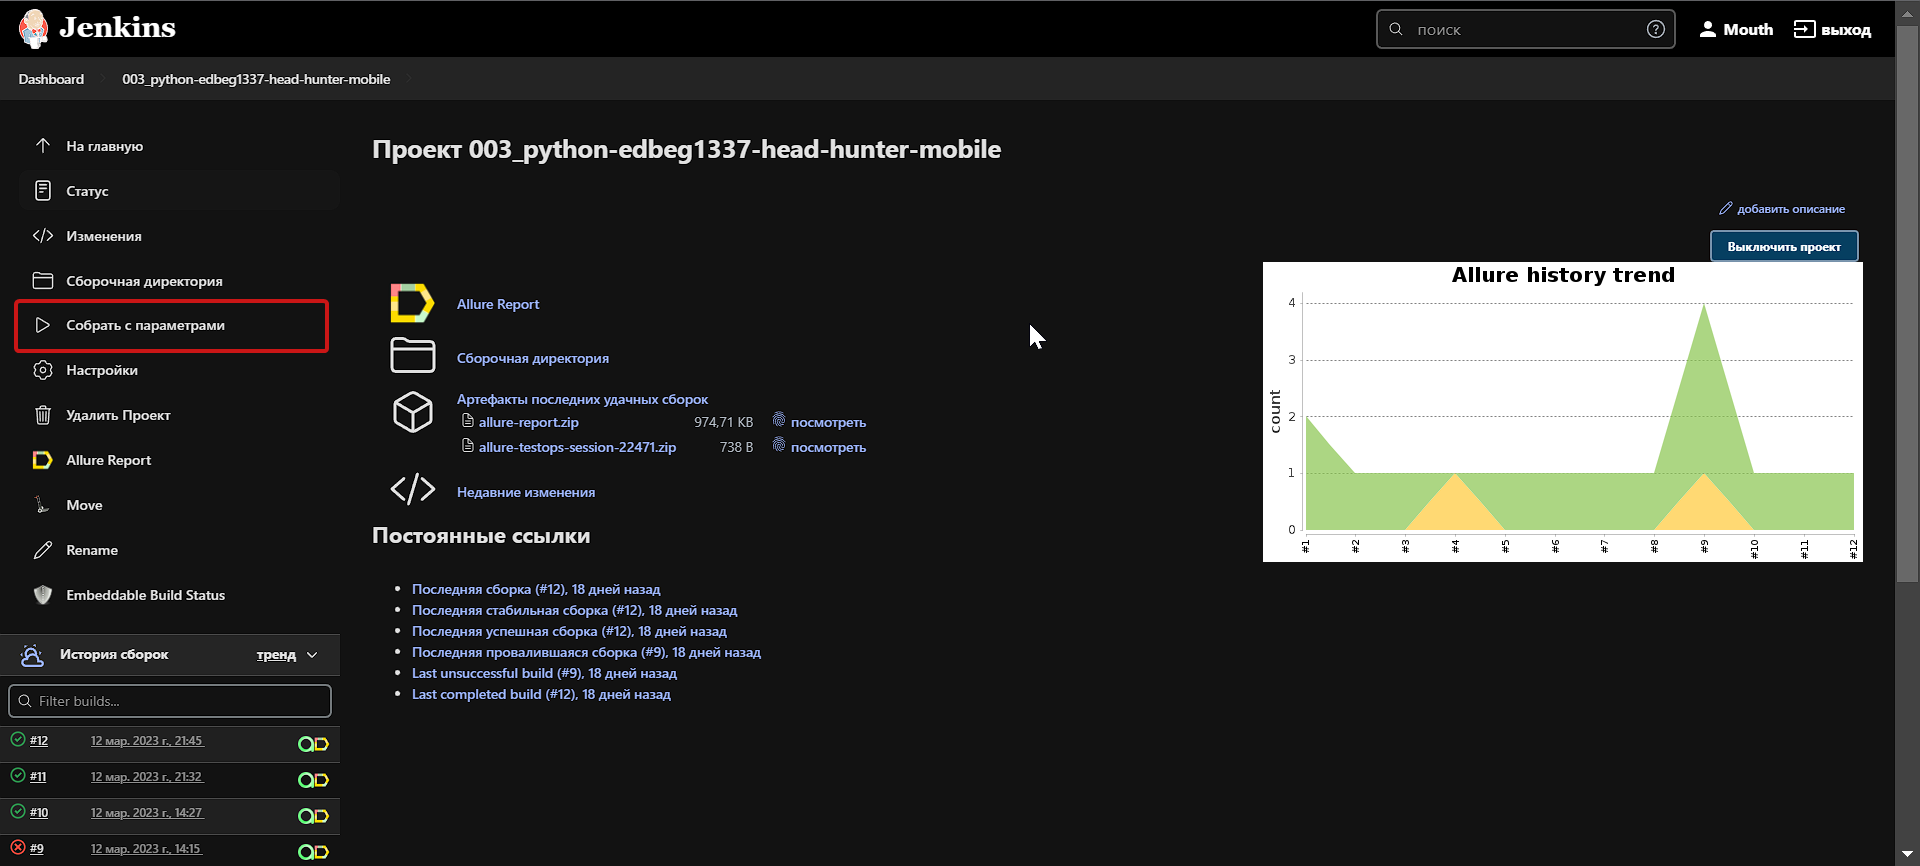 Jenkins
поиск
Mouth
выход
Dashboard
003_python-edbeg1337-head-hunter-mobile
На главную
Статус
Изменения
Сборочная директория
Собрать с параметрами
Настройки
Удалить Проект
Allure Report
Move
Rename
Embeddable Build Status
История сборок
тренд
Filter builds...
#12 12 мар. 2023 г., 21:45
#11 12 мар. 2023 г., 21:32
#10 12 мар. 2023 г., 14:27
#9 12 мар. 2023 г., 14:15
Проект 003_python-edbeg1337-head-hunter-mobile
добавить описание
Выключить проект
Allure Report
Сборочная директория
Артефакты последних удачных сборок
allure-report.zip 974,71 KB посмотреть
allure-testops-session-22471.zip 738 B посмотреть
Недавние изменения
Постоянные ссылки
Последняя сборка (#12), 18 дней назад
Последняя стабильная сборка (#12), 18 дней назад
Последняя успешная сборка (#12), 18 дней назад
Последняя провалившаяся сборка (#9), 18 дней назад
Last unsuccessful build (#9), 18 дней назад
Last completed build (#12), 18 дней назад
Allure history trend
count
4
3
2
1
0
#1 #2 #3 #4 #5 #6 #7 #8 #9 #10 #11 #12